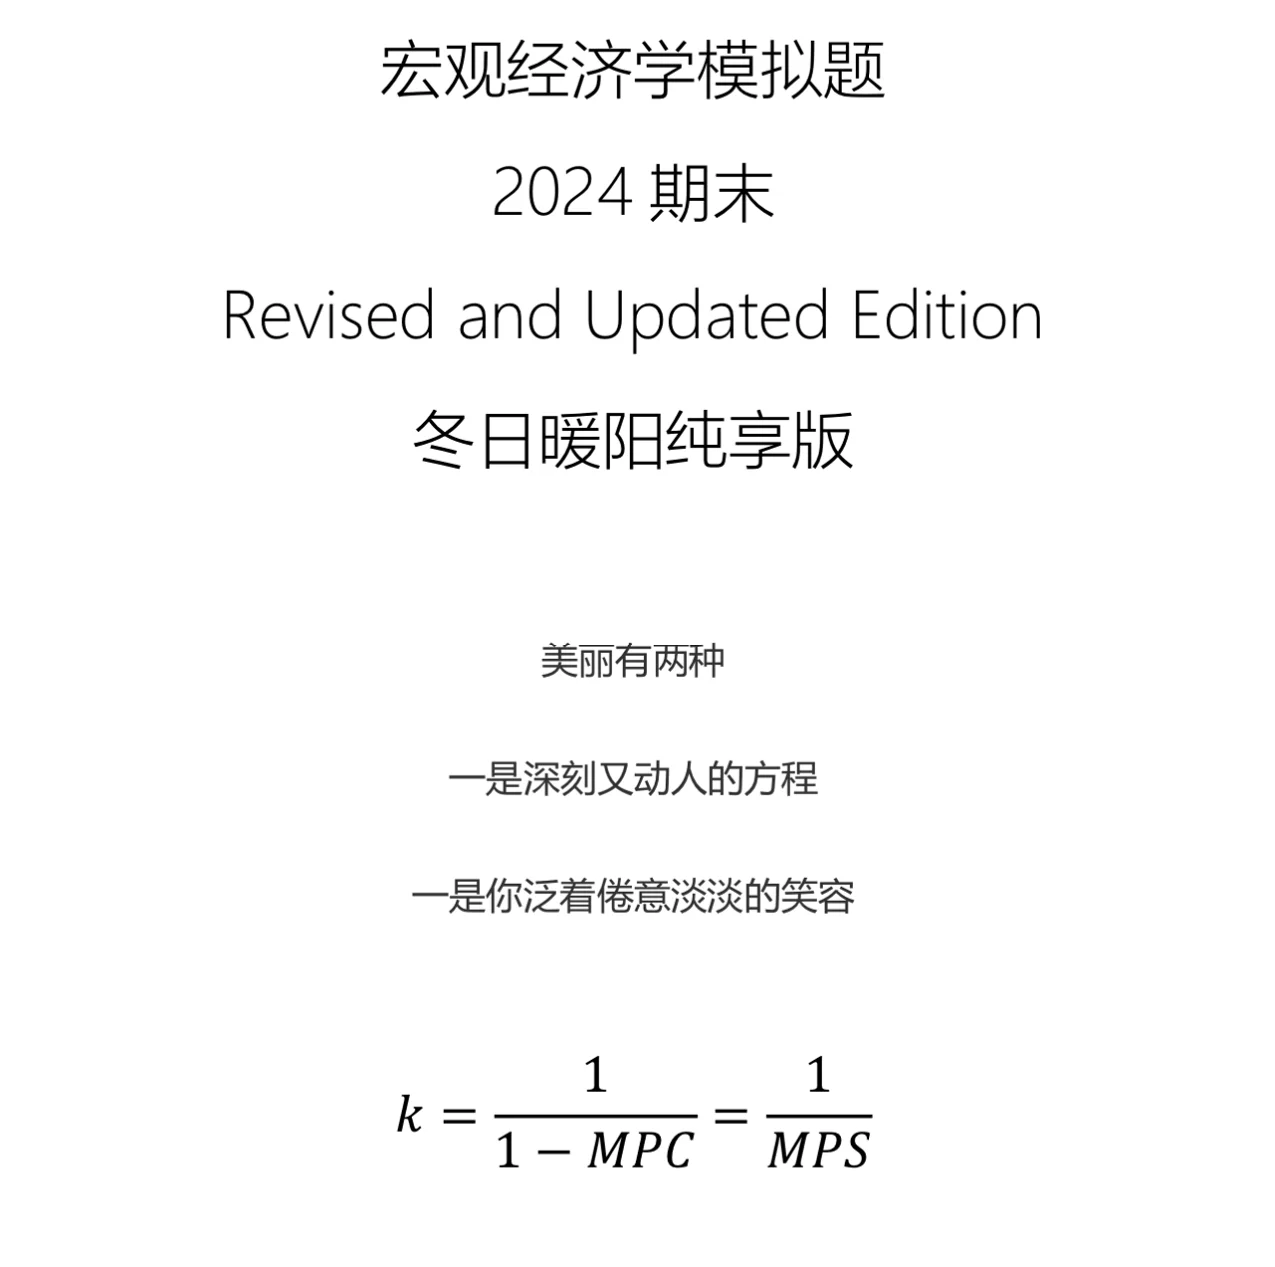 宏观经济学模拟题
2024 期末
Revised and Updated Edition
冬日暖阳纯享版
美丽有两种
一是深刻又动人的方程
一是你泛着倦意淡淡的笑容
k = 1/(1 − MPC) = 1/MPS